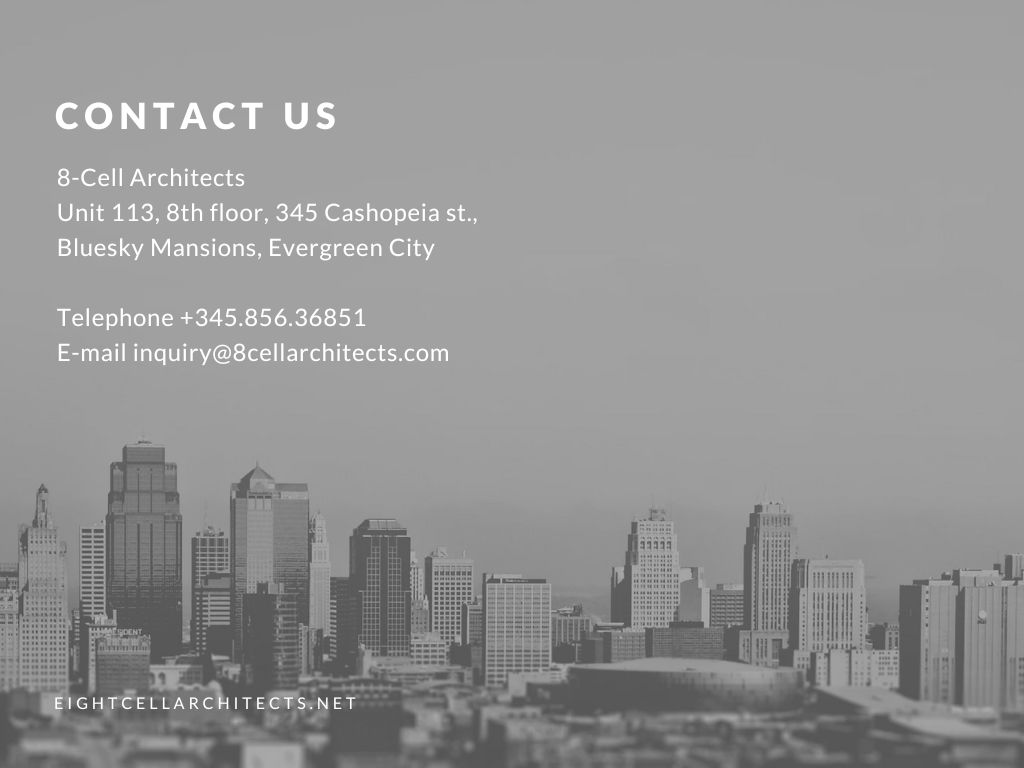 CONTACT US
8-Cell Architects
Unit 113, 8th floor, 345 Cashopeia st.,
Bluesky Mansions, Evergreen City
Telephone +345.856.36851
E-mail inquiry@8cellarchitects.com
EIGHTCELLARCHITECTS.NET